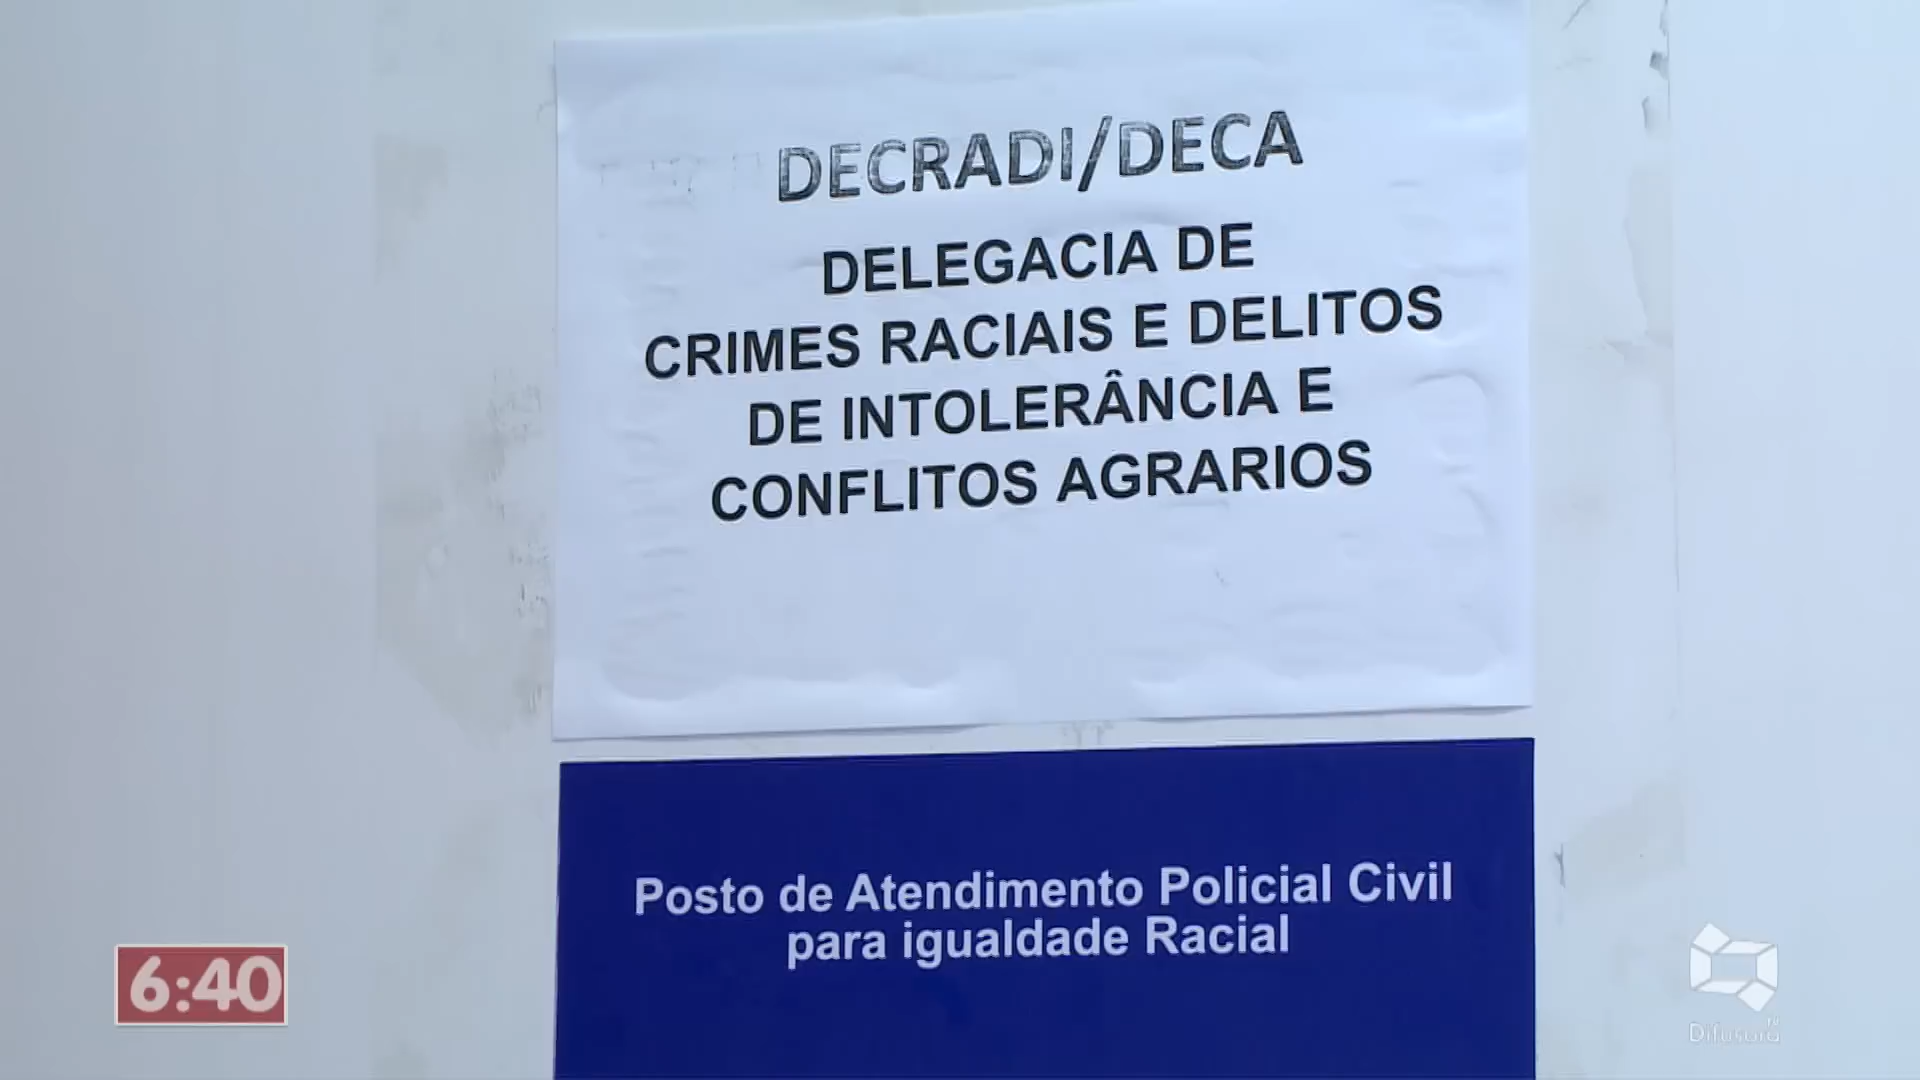 DECRADI/DECA
DELEGACIA DE
CRIMES RACIAIS E DELITOS
DE INTOLERÂNCIA E
CONFLITOS AGRARIOS
Posto de Atendimento Policial Civil
para igualdade Racial
6:40
TV
Difusora